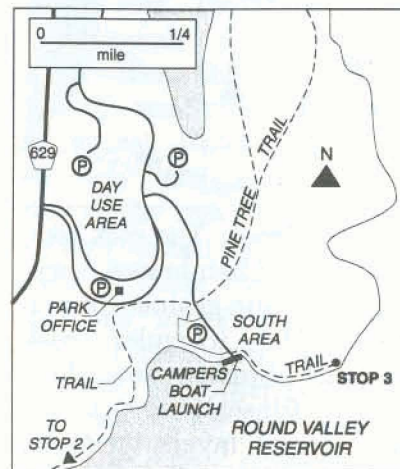 0 1/4
mile
629
P
P
DAY
USE
AREA
PINE TREE TRAIL
N
P
PARK
OFFICE
P
SOUTH
AREA
TRAIL
CAMPERS
BOAT
LAUNCH
TRAIL
STOP 3
TO
STOP 2
ROUND VALLEY
RESERVOIR